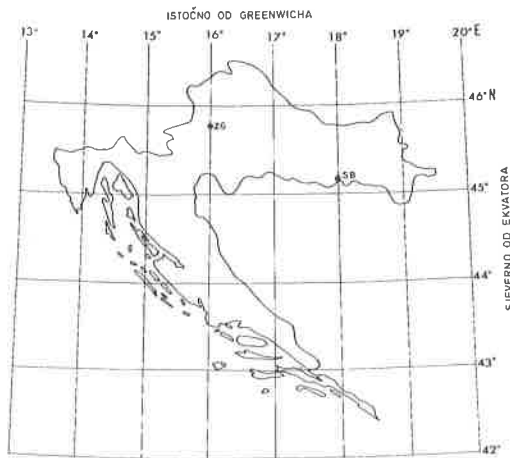 ISTOČNO OD GREENWICHA
13° 14° 15° 16° 17° 18° 19° 20° E
46° N
ZG
SB
45°
44°
43°
42°
SJEVERNO OD EKVATORA